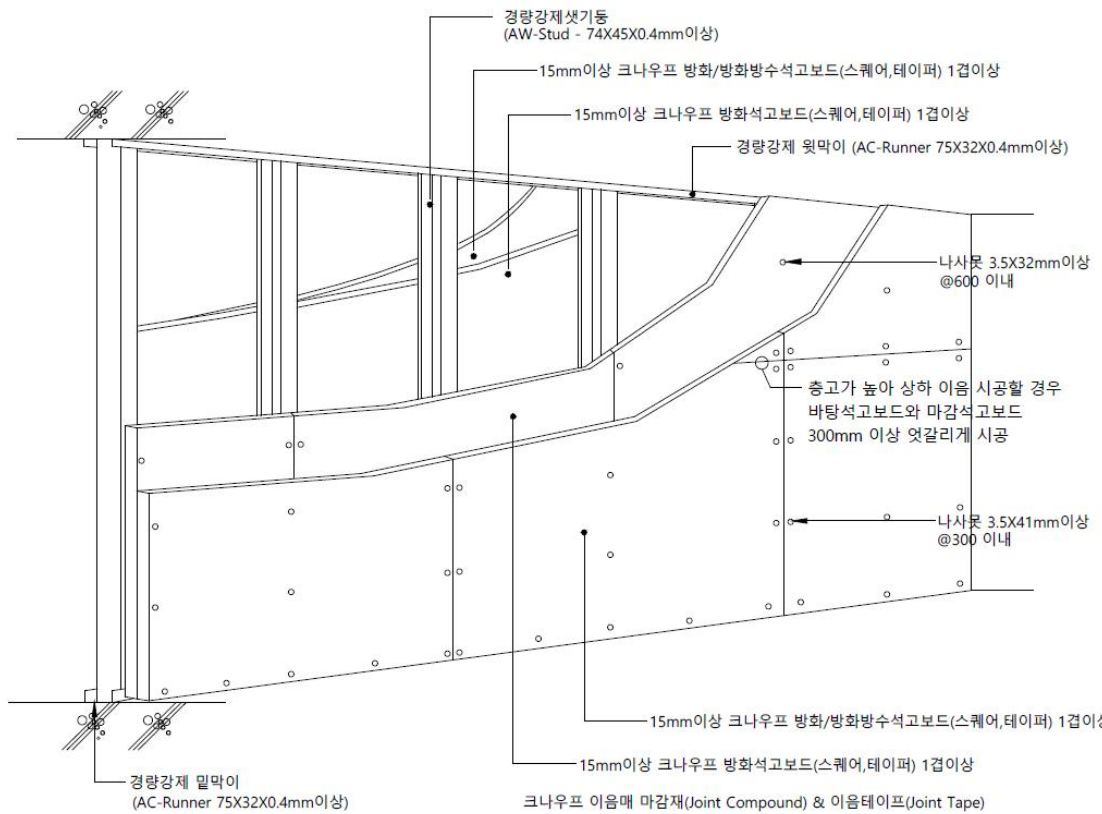 경량강제샛기둥
(AW-Stud - 74X45X0.4mm이상)
15mm이상 크나우프 방화/방화방수석고보드(스퀘어,테이퍼) 1겹이상
15mm이상 크나우프 방화석고보드(스퀘어,테이퍼) 1겹이상
경량강제 윗막이 (AC-Runner 75X32X0.4mm이상)
나사못 3.5X32mm이상
@600 이내
층고가 높아 상하 이음 시공할 경우
바탕석고보드와 마감석고보드
300mm 이상 엇갈리게 시공
나사못 3.5X41mm이상
@300 이내
15mm이상 크나우프 방화/방화방수석고보드(스퀘어,테이퍼) 1겹이상
15mm이상 크나우프 방화석고보드(스퀘어,테이퍼) 1겹이상
경량강제 밑막이
(AC-Runner 75X32X0.4mm이상)
크나우프 이음매 마감재(Joint Compound) & 이음테이프(Joint Tape)